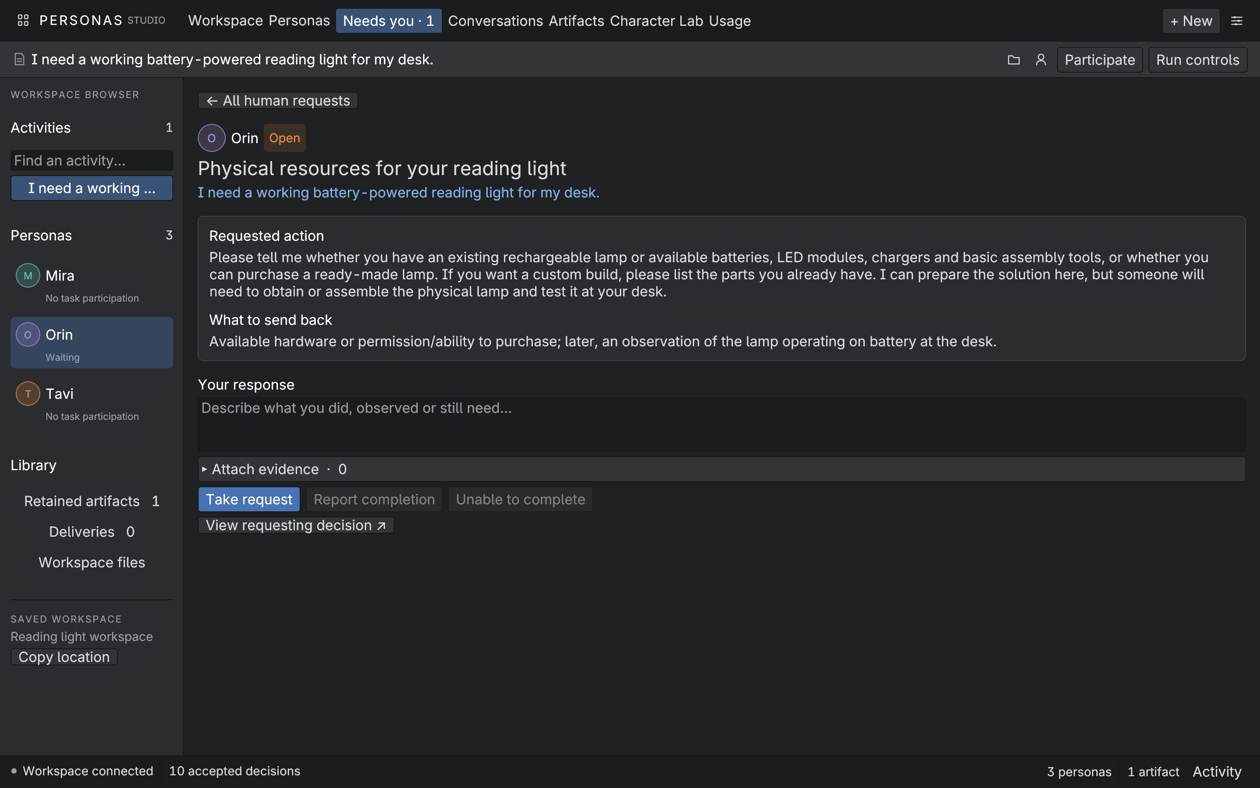 PERSONAS STUDIO Workspace Personas Needs you · 1 Conversations Artifacts Character Lab Usage + New
I need a working battery-powered reading light for my desk. Participate Run controls
WORKSPACE BROWSER
Activities 1
Find an activity...
I need a working ...
Personas 3
M Mira
No task participation
O Orin
Waiting
T Tavi
No task participation
Library
Retained artifacts 1
Deliveries 0
Workspace files
SAVED WORKSPACE
Reading light workspace
Copy location
← All human requests
O Orin Open
Physical resources for your reading light
I need a working battery-powered reading light for my desk.
Requested action
Please tell me whether you have an existing rechargeable lamp or available batteries, LED modules, chargers and basic assembly tools, or whether you
can purchase a ready-made lamp. If you want a custom build, please list the parts you already have. I can prepare the solution here, but someone will
need to obtain or assemble the physical lamp and test it at your desk.
What to send back
Available hardware or permission/ability to purchase; later, an observation of the lamp operating on battery at the desk.
Your response
Describe what you did, observed or still need...
▸ Attach evidence · 0
Take request Report completion Unable to complete
View requesting decision ↗
Workspace connected 10 accepted decisions 3 personas 1 artifact Activity